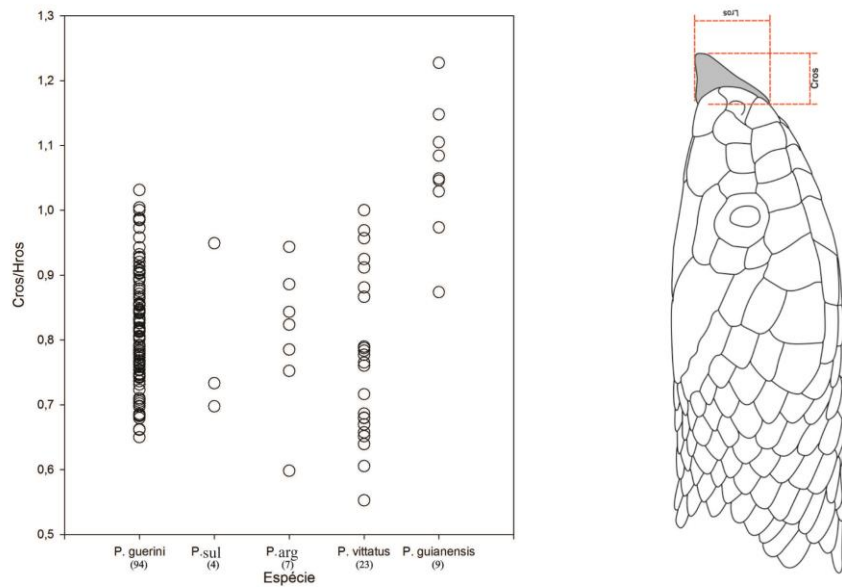 1,3
1,2
1,1
1,0
0,9
0,8
0,7
0,6
0,5
Cros/Hros
P. guerini
(94)
P.sul
(4)
P.arg
(7)
P. vittatus
(23)
P. guianensis
(9)
Espécie
Lros
Cros